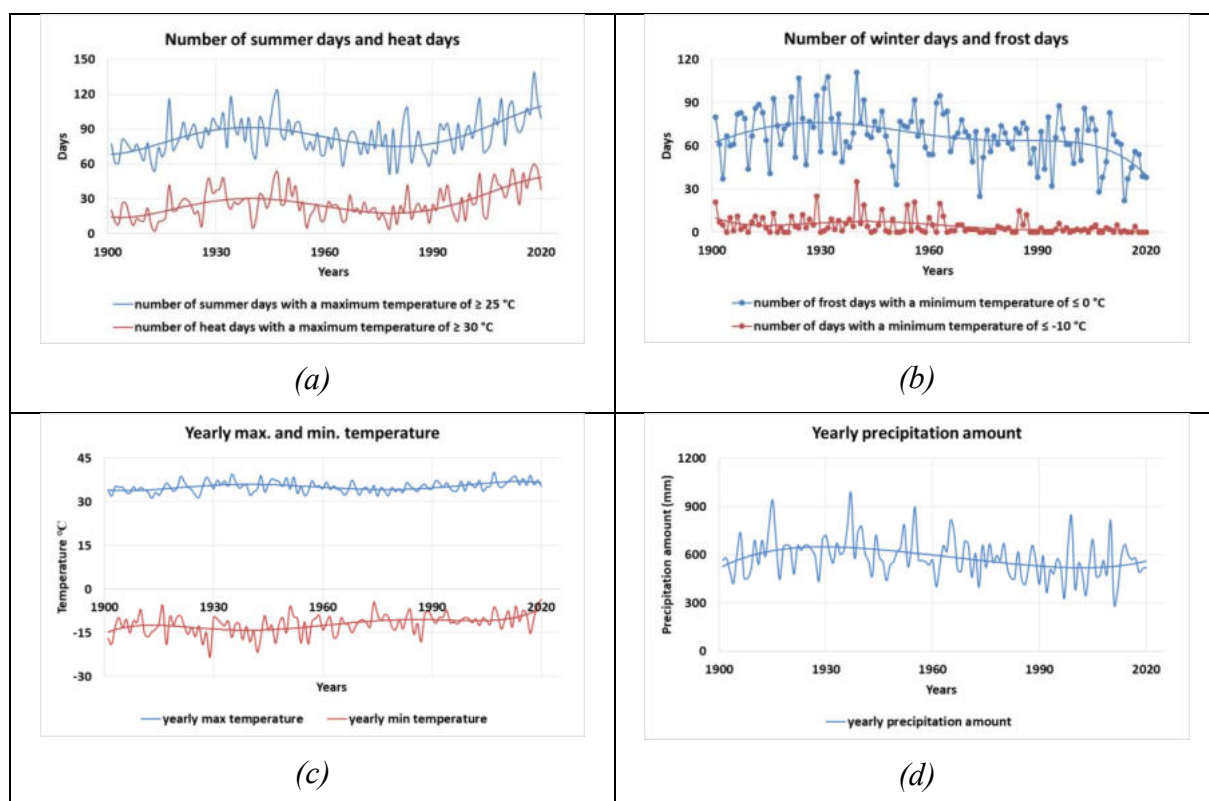 Number of summer days and heat days
150
120
90
60
30
0
Days
1900 1930 1960 1990 2020
Years
number of summer days with a maximum temperature of ≥ 25 °C
number of heat days with a maximum temperature of ≥ 30 °C
(a)
Number of winter days and frost days
120
90
60
30
0
Days
1900 1930 1960 1990 2020
Years
number of frost days with a minimum temperature of ≤ 0 °C
number of days with a minimum temperature of ≤ -10 °C
(b)
Yearly max. and min. temperature
45
30
15
0
-15
-30
Temperature °C
1900 1930 1960 1990 2020
Years
yearly max temperature
yearly min temperature
(c)
Yearly precipitation amount
1200
900
600
300
0
Precipitation amount (mm)
1900 1930 1960 1990 2020
Years
yearly precipitation amount
(d)